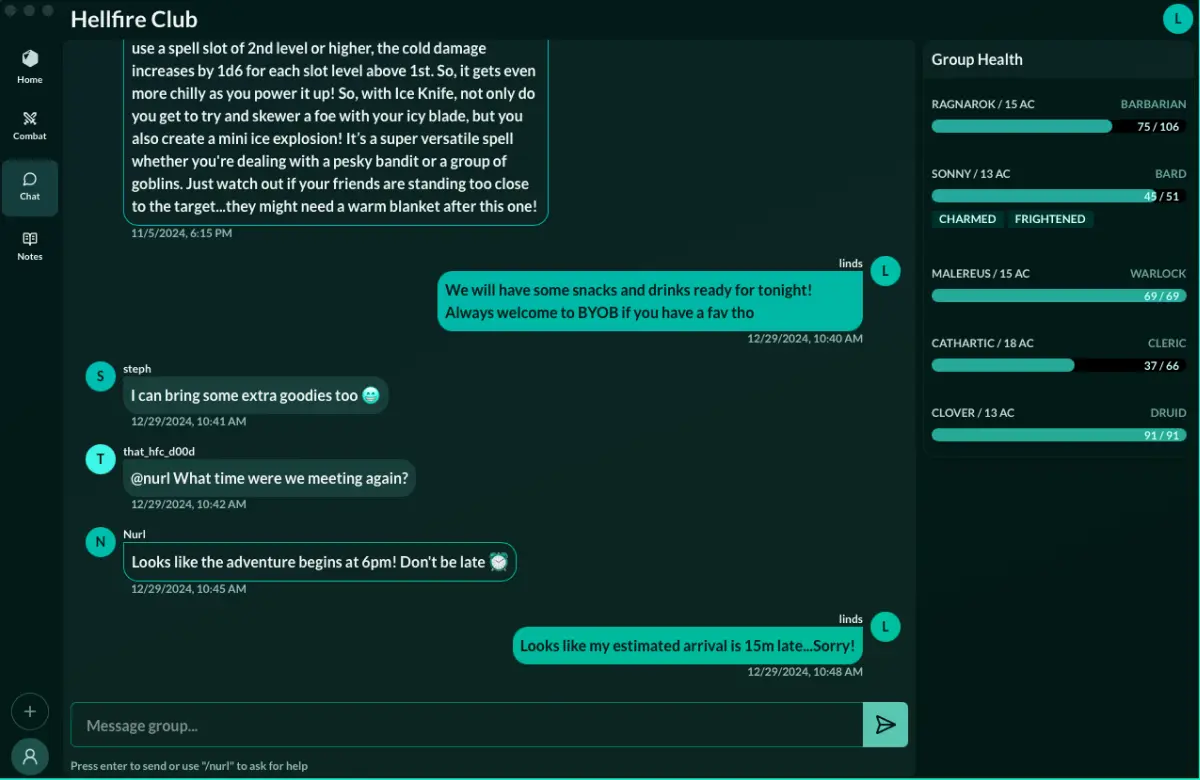 Hellfire Club
L
Home
Combat
Chat
Notes
use a spell slot of 2nd level or higher, the cold damage
increases by 1d6 for each slot level above 1st. So, it gets even
more chilly as you power it up! So, with Ice Knife, not only do
you get to try and skewer a foe with your icy blade, but you
also create a mini ice explosion! It's a super versatile spell
whether you're dealing with a pesky bandit or a group of
goblins. Just watch out if your friends are standing too close
to the target...they might need a warm blanket after this one!
11/5/2024, 6:15 PM
linds
L
We will have some snacks and drinks ready for tonight!
Always welcome to BYOB if you have a fav tho
12/29/2024, 10:40 AM
S
steph
I can bring some extra goodies too 😀
12/29/2024, 10:41 AM
T
that_hfc_d00d
@nurl What time were we meeting again?
12/29/2024, 10:42 AM
N
Nurl
Looks like the adventure begins at 6pm! Don't be late ⏰
12/29/2024, 10:45 AM
linds
L
Looks like my estimated arrival is 15m late...Sorry!
12/29/2024, 10:48 AM
Message group...
Press enter to send or use "/nurl" to ask for help
Group Health
RAGNAROK / 15 AC BARBARIAN
75 / 106
SONNY / 13 AC BARD
45 / 51
CHARMED FRIGHTENED
MALEREUS / 15 AC WARLOCK
69 / 69
CATHARTIC / 18 AC CLERIC
37 / 66
CLOVER / 13 AC DRUID
91 / 91